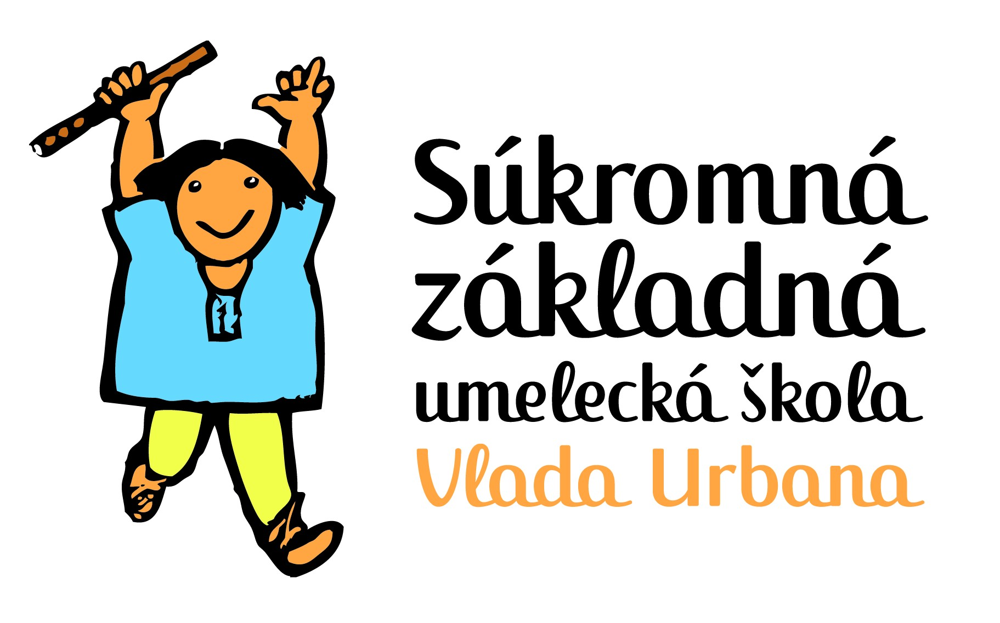 Súkromná
základná
umelecká škola
Vlada Urbana